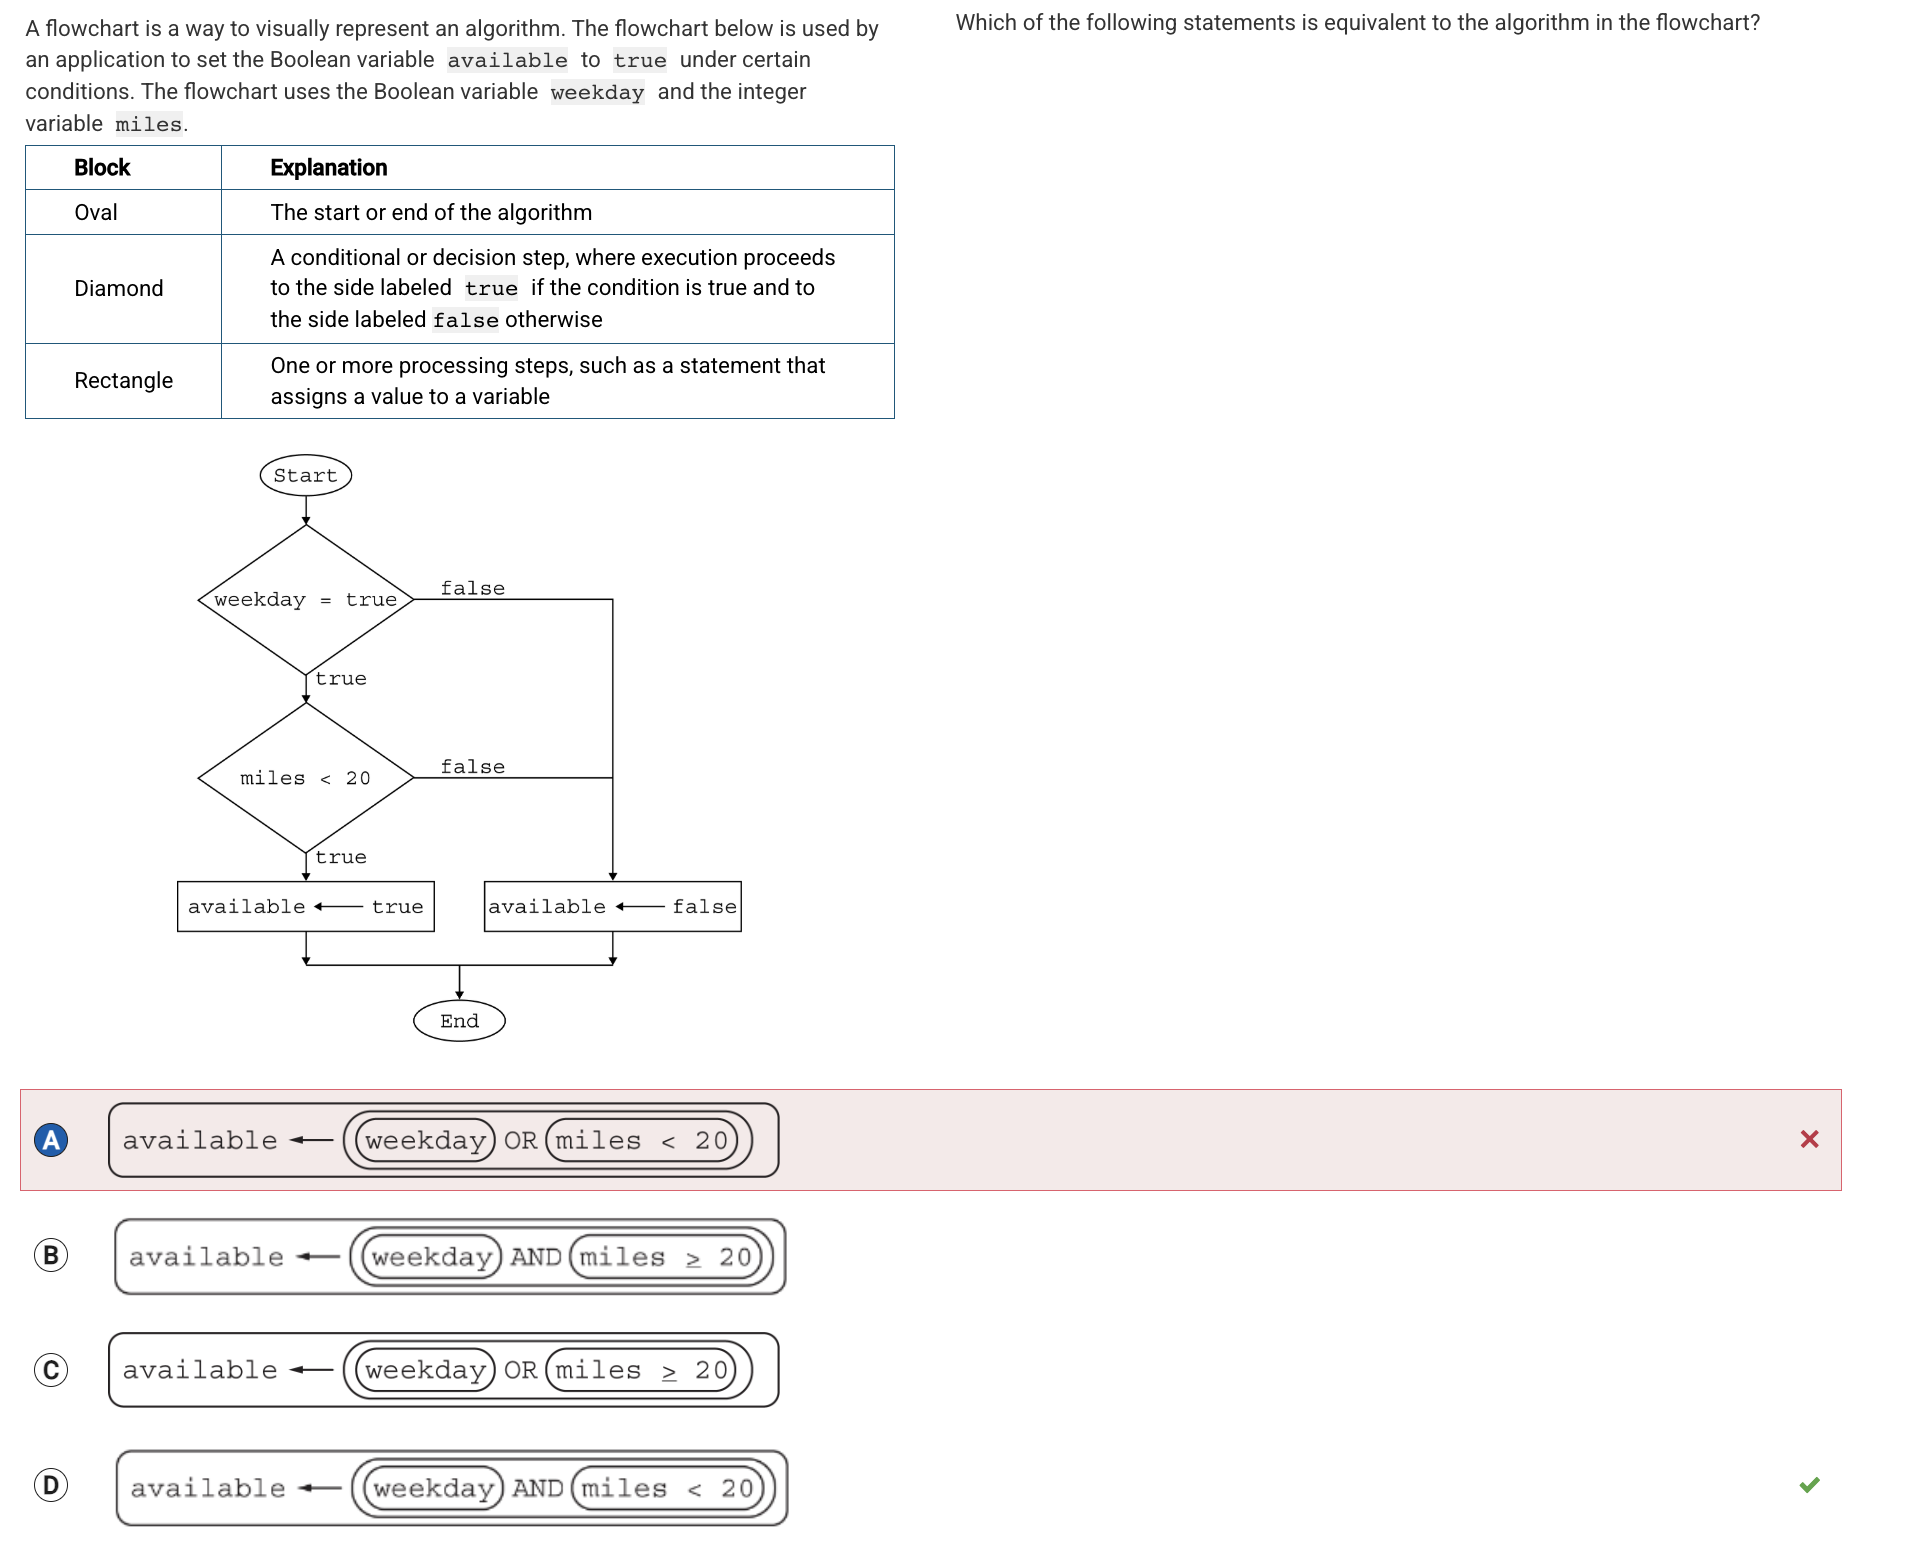 A flowchart is a way to visually represent an algorithm. The flowchart below is used by
an application to set the Boolean variable available to true under certain
conditions. The flowchart uses the Boolean variable weekday and the integer
variable miles.
Block Explanation
Oval The start or end of the algorithm
Diamond A conditional or decision step, where execution proceeds
to the side labeled true if the condition is true and to
the side labeled false otherwise
Rectangle One or more processing steps, such as a statement that
assigns a value to a variable
Start
weekday = true
false
true
miles < 20
false
true
available ← true
available ← false
End
Which of the following statements is equivalent to the algorithm in the flowchart?
A available ← weekday OR miles < 20
B available ← weekday AND miles ≥ 20
C available ← weekday OR miles ≥ 20
D available ← weekday AND miles < 20